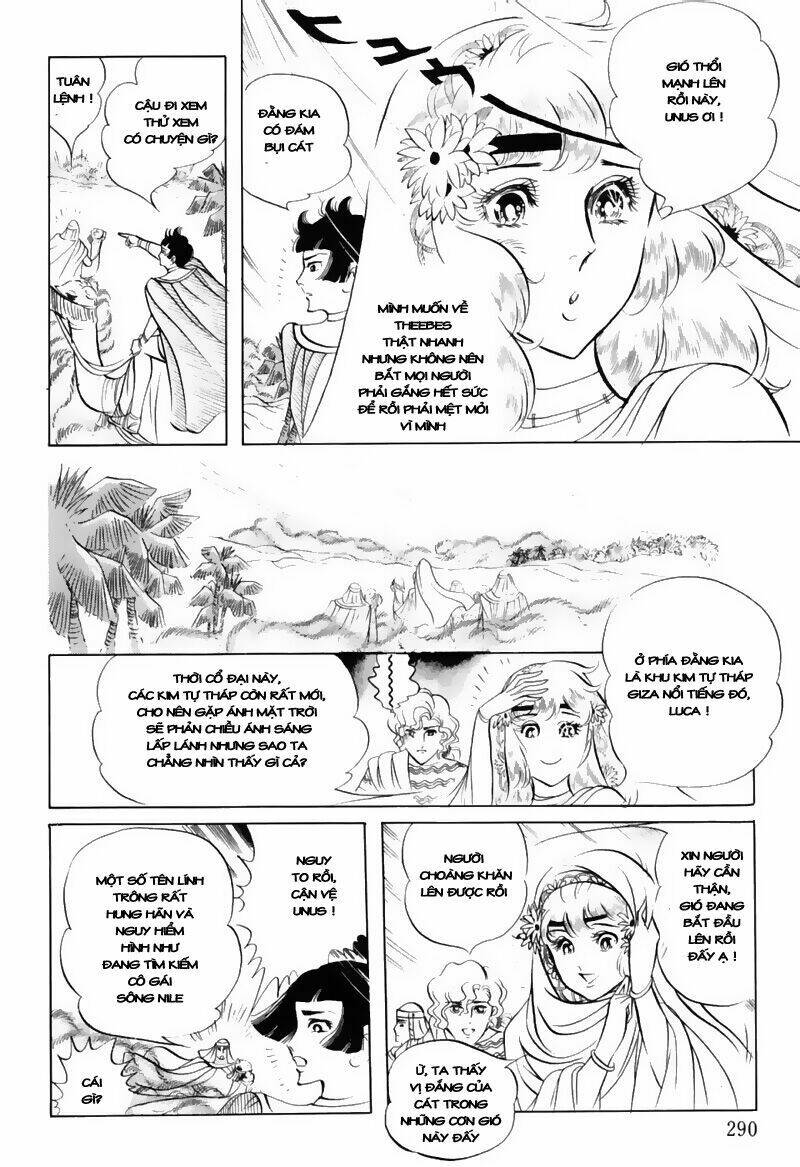 GIÓ THỔI
MẠNH LÊN
RỒI NÀY,
UNUS ƠI !
MÌNH MUỐN VỀ
THEEBES
THẬT NHANH
NHƯNG KHÔNG NÊN
BẮT MỌI NGƯỜI
PHẢI GẮNG HẾT SỨC
ĐỂ RỒI PHẢI MỆT MỎI
VÌ MÌNH
ĐẰNG KIA
CÓ ĐÁM
BỤI CÁT
CẬU ĐI XEM
THỬ XEM
CÓ CHUYỆN GÌ?
TUÂN
LỆNH !
Ở PHÍA ĐẰNG KIA
LÀ KHU KIM TỰ THÁP
GIZA NỔI TIẾNG ĐÓ,
LUCA !
THỜI CỔ ĐẠI NÀY,
CÁC KIM TỰ THÁP CÒN RẤT MỚI,
CHO NÊN GẶP ÁNH MẶT TRỜI
SẼ PHẢN CHIẾU ÁNH SÁNG
LẤP LÁNH NHƯNG SAO TA
CHẲNG NHÌN THẤY GÌ CẢ?
XIN NGƯỜI
HÃY CẨN
THẬN,
GIÓ ĐANG
BẮT ĐẦU
LÊN RỒI
ĐẤY Ạ !
NGƯỜI
CHOÀNG KHĂN
LÊN ĐƯỢC RỒI
Ừ, TA THẤY
VỊ ĐẮNG CỦA
CÁT TRONG
NHỮNG CƠN GIÓ
NÀY ĐẤY
NGUY
TO RỒI,
CẬN VỆ
UNUS !
MỘT SỐ TÊN LÍNH
TRÔNG RẤT
HUNG HÃN VÀ
NGUY HIỂM
HÌNH NHƯ
ĐANG TÌM KIẾM
CÔ GÁI
SÔNG NILE
CÁI
GÌ?
290